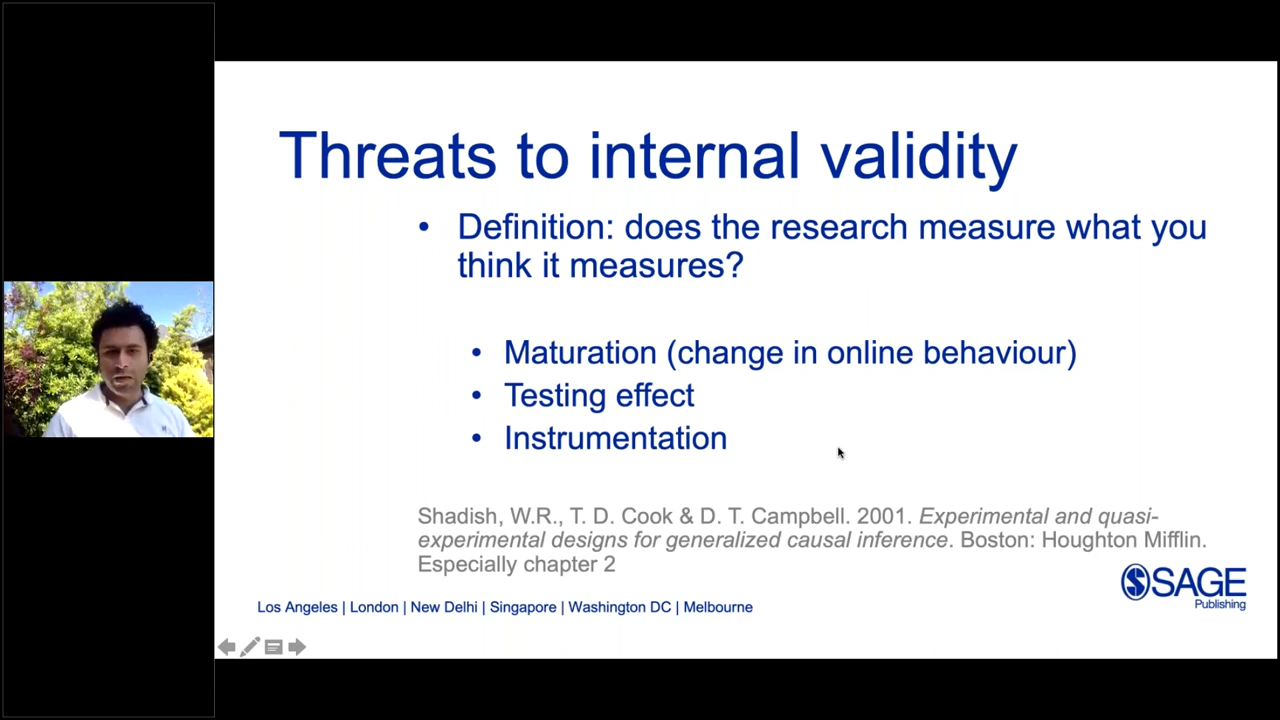 Threats to internal validity
• Definition: does the research measure what you
think it measures?
• Maturation (change in online behaviour)
• Testing effect
• Instrumentation
Shadish, W.R., T. D. Cook & D. T. Campbell. 2001. Experimental and quasi-
experimental designs for generalized causal inference. Boston: Houghton Mifflin.
Especially chapter 2
Los Angeles | London | New Delhi | Singapore | Washington DC | Melbourne
SAGE
Publishing